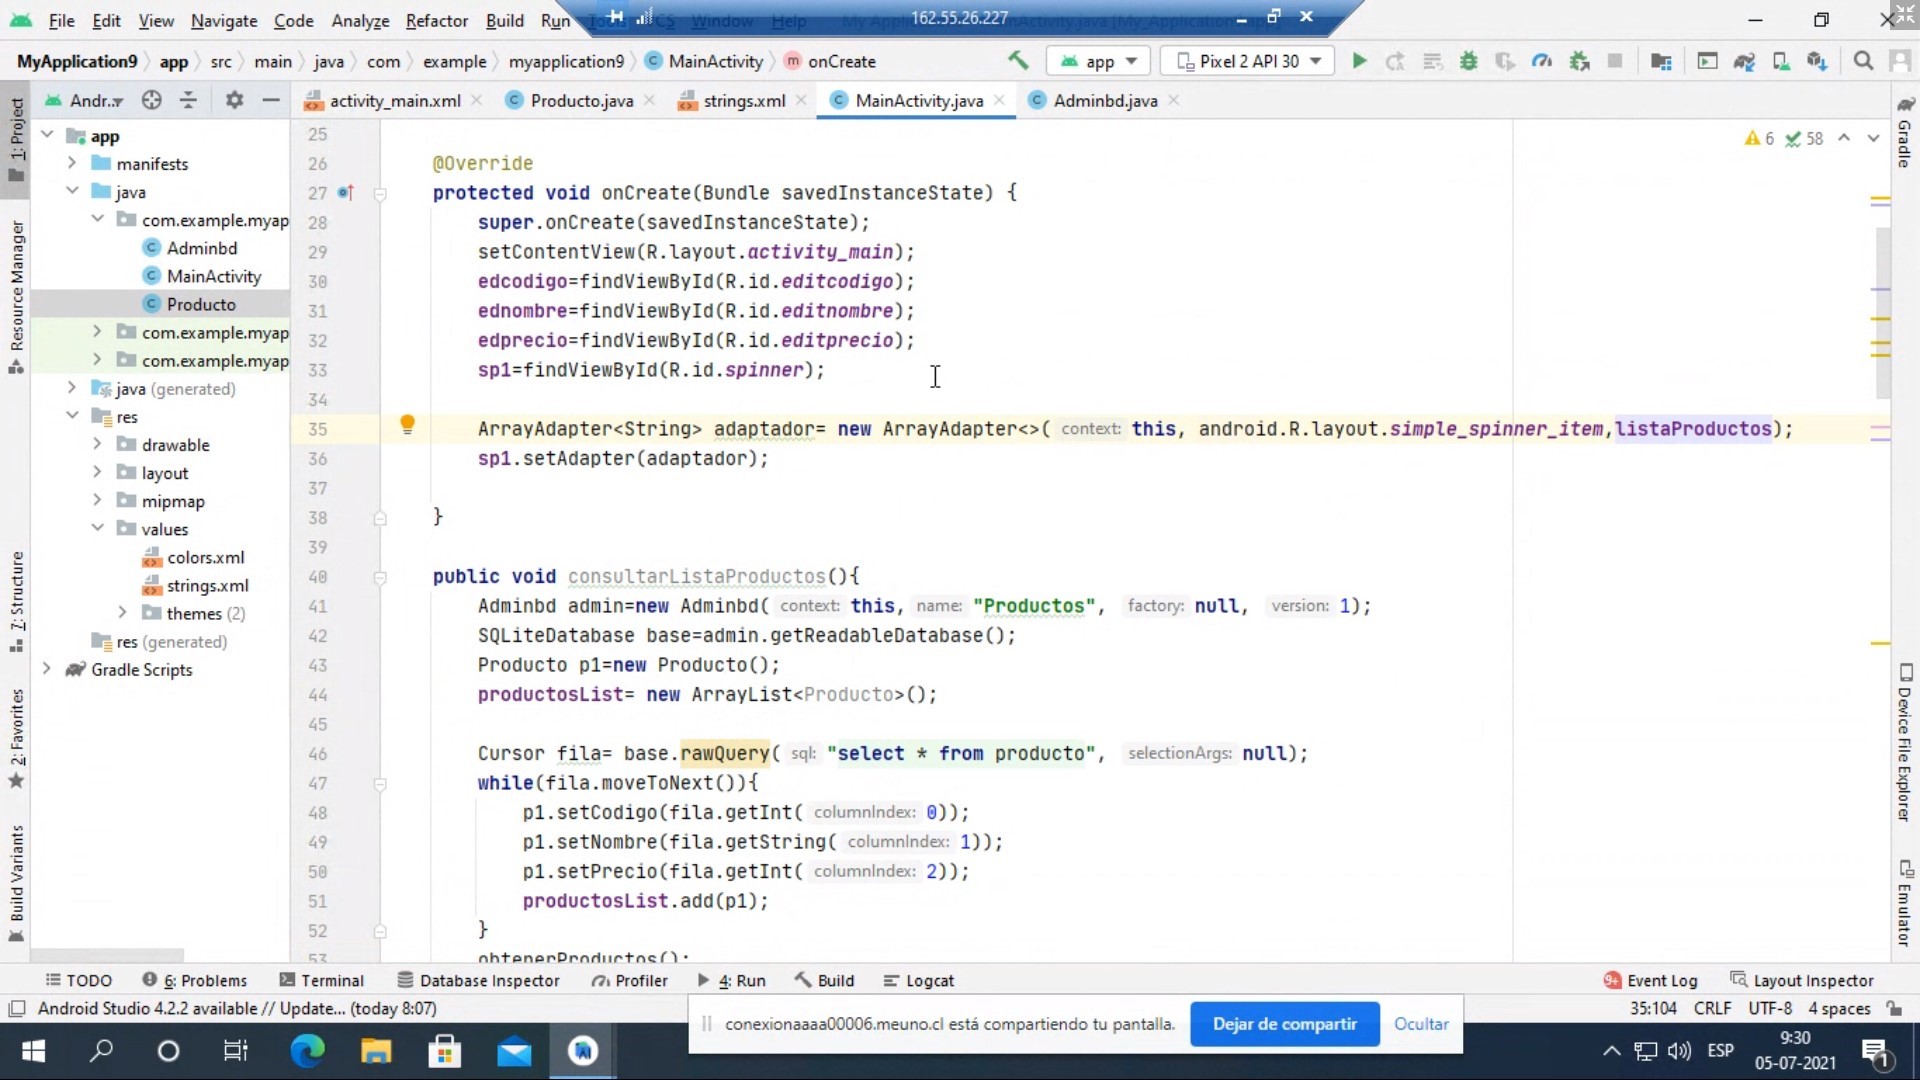 File Edit View Navigate Code Analyze Refactor Build Run Tools VCS Window Help
162.55.26.227
MyApplication9 app src main java com example myapplication9 MainActivity onCreate
app Pixel 2 API 30
Andr..
activity_main.xml Producto.java strings.xml MainActivity.java Adminbd.java
1: Project
Resource Manager
7: Structure
2: Favorites
Build Variants
app
manifests
java
com.example.myap
Adminbd
MainActivity
Producto
com.example.myap
com.example.myap
java (generated)
res
drawable
layout
mipmap
values
colors.xml
strings.xml
themes (2)
res (generated)
Gradle Scripts
6 58
25
26 @Override
27 protected void onCreate(Bundle savedInstanceState) {
28 super.onCreate(savedInstanceState);
29 setContentView(R.layout.activity_main);
30 edcodigo=findViewById(R.id.editcodigo);
31 ednombre=findViewById(R.id.editnombre);
32 edprecio=findViewById(R.id.editprecio);
33 sp1=findViewById(R.id.spinner);
34
35 ArrayAdapter<String> adaptador= new ArrayAdapter<>( context: this, android.R.layout.simple_spinner_item,listaProductos);
36 sp1.setAdapter(adaptador);
37
38 }
39
40 public void consultarListaProductos(){
41 Adminbd admin=new Adminbd( context: this, name: "Productos", factory: null, version: 1);
42 SQLiteDatabase base=admin.getReadableDatabase();
43 Producto p1=new Producto();
44 productosList= new ArrayList<Producto>();
45
46 Cursor fila= base.rawQuery( sql: "select * from producto", selectionArgs: null);
47 while(fila.moveToNext()){
48 p1.setCodigo(fila.getInt( columnIndex: 0));
49 p1.setNombre(fila.getString( columnIndex: 1));
50 p1.setPrecio(fila.getInt( columnIndex: 2));
51 productosList.add(p1);
52 }
53 obtenerProductos();
Gradle
Device File Explorer
Emulator
TODO 6: Problems Terminal Database Inspector Profiler 4: Run Build Logcat 9+ Event Log Layout Inspector
Android Studio 4.2.2 available // Update... (today 8:07)
35:104 CRLF UTF-8 4 spaces
conexionaaaa00006.meuno.cl está compartiendo tu pantalla. Dejar de compartir Ocultar
ESP
9:30
05-07-2021
1